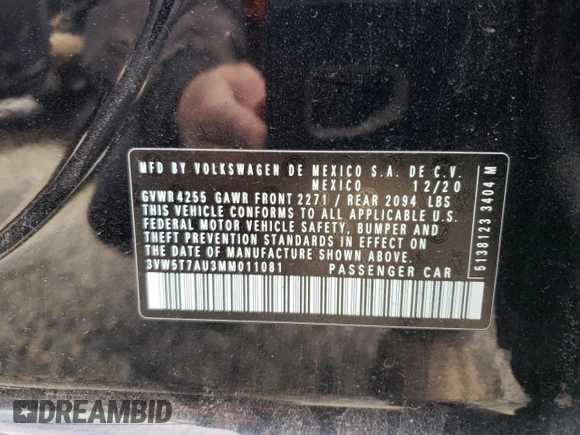 MFD BY VOLKSWAGEN DE MEXICO S.A. DE C.V.
MEXICO 12/20
GVWR 4255 GAWR FRONT 2271 / REAR 2094 LBS
THIS VEHICLE CONFORMS TO ALL APPLICABLE U.S.
FEDERAL MOTOR VEHICLE SAFETY, BUMPER AND
THEFT PREVENTION STANDARDS IN EFFECT ON
THE DATE OF MANUFACTURE SHOWN ABOVE.
3VW5T7AU3MM011081 PASSENGER CAR
5138123 3404 M
DREAMBID